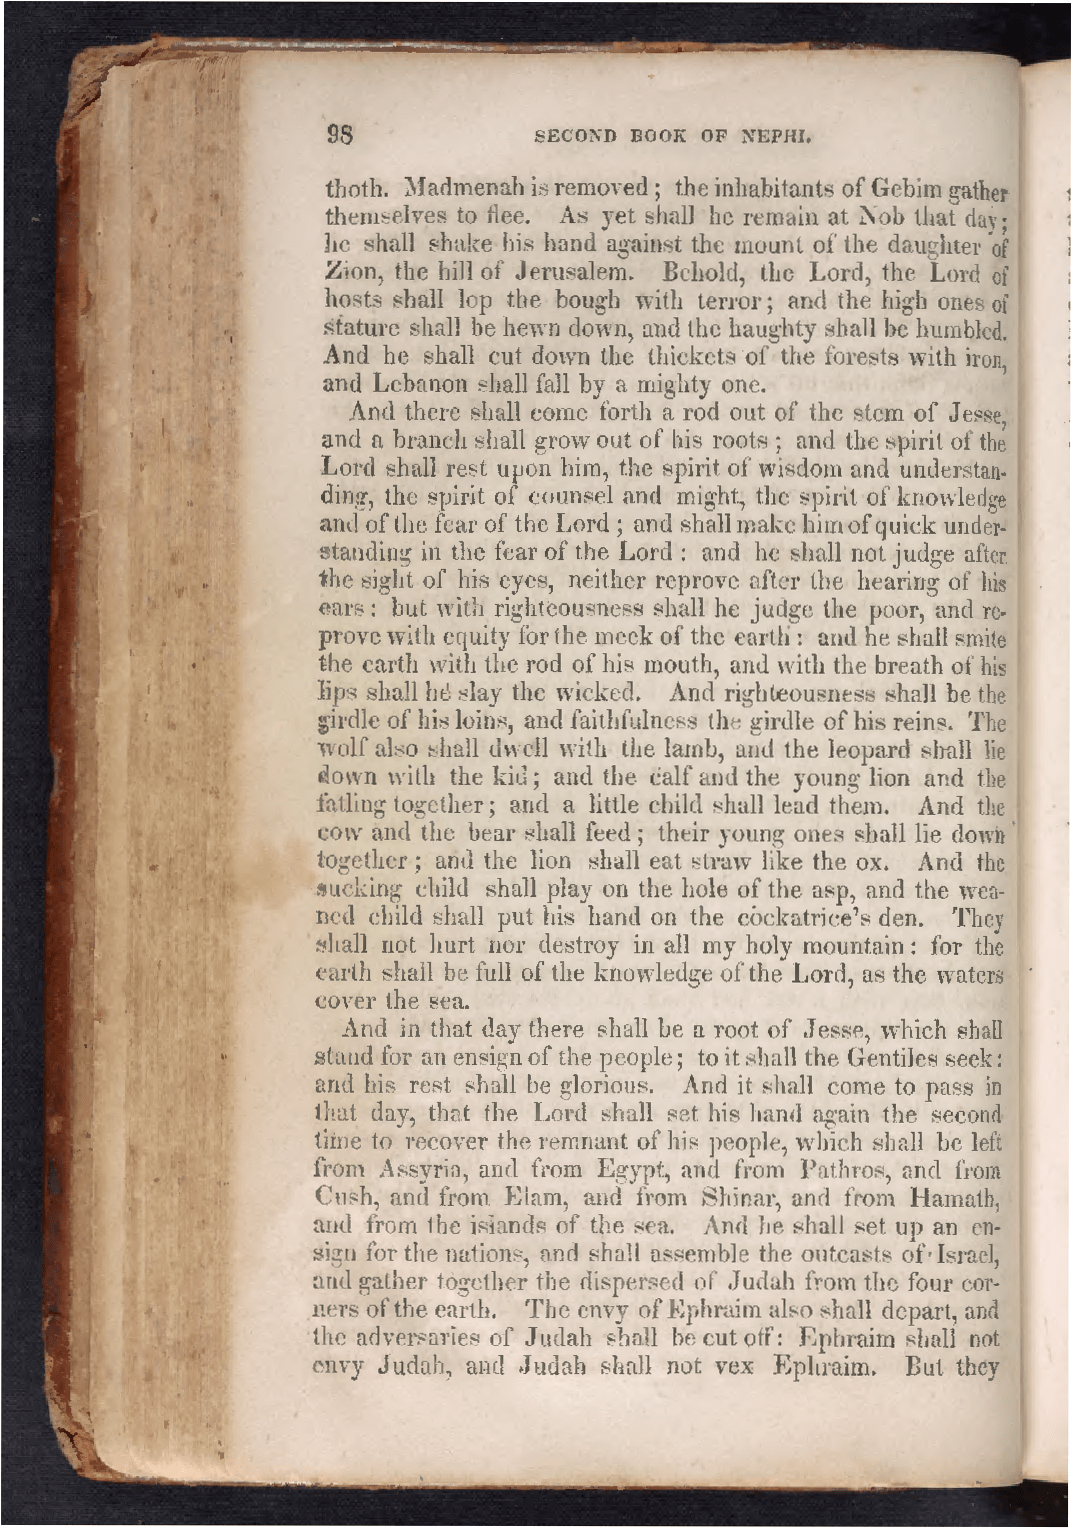 98 SECOND BOOK OF NEPHI.
thoth. Madmenah is removed; the inhabitants of Gebim gather
themselves to flee. As yet shall he remain at Nob that day;
he shall shake his hand against the mount of the daughter of
Zion, the hill of Jerusalem. Behold, the Lord, the Lord of
hosts shall lop the bough with terror; and the high ones of
stature shall be hewn down, and the haughty shall be humbled.
And he shall cut down the thickets of the forests with iron,
and Lebanon shall fall by a mighty one.
And there shall come forth a rod out of the stem of Jesse,
and a branch shall grow out of his roots; and the spirit of the
Lord shall rest upon him, the spirit of wisdom and understan-
ding, the spirit of counsel and might, the spirit of knowledge
and of the fear of the Lord; and shall make him of quick under-
standing in the fear of the Lord: and he shall not judge after
the sight of his eyes, neither reprove after the hearing of his
ears: but with righteousness shall he judge the poor, and re-
prove with equity for the meek of the earth: and he shall smite
the earth with the rod of his mouth, and with the breath of his
lips shall he slay the wicked. And righteousness shall be the
girdle of his loins, and faithfulness the girdle of his reins. The
wolf also shall dwell with the lamb, and the leopard shall lie
down with the kid; and the calf and the young lion and the
fatling together; and a little child shall lead them. And the
cow and the bear shall feed; their young ones shall lie down
together; and the lion shall eat straw like the ox. And the
sucking child shall play on the hole of the asp, and the wea-
ned child shall put his hand on the cockatrice's den. They
shall not hurt nor destroy in all my holy mountain: for the
earth shall be full of the knowledge of the Lord, as the waters
cover the sea.
And in that day there shall be a root of Jesse, which shall
stand for an ensign of the people; to it shall the Gentiles seek:
and his rest shall be glorious. And it shall come to pass in
that day, that the Lord shall set his hand again the second
time to recover the remnant of his people, which shall be left
from Assyria, and from Egypt, and from Pathros, and from
Cush, and from Elam, and from Shinar, and from Hamath,
and from the islands of the sea. And he shall set up an en-
sign for the nations, and shall assemble the outcasts of Israel,
and gather together the dispersed of Judah from the four cor-
ners of the earth. The envy of Ephraim also shall depart, and
the adversaries of Judah shall be cut off: Ephraim shall not
envy Judah, and Judah shall not vex Ephraim. But they